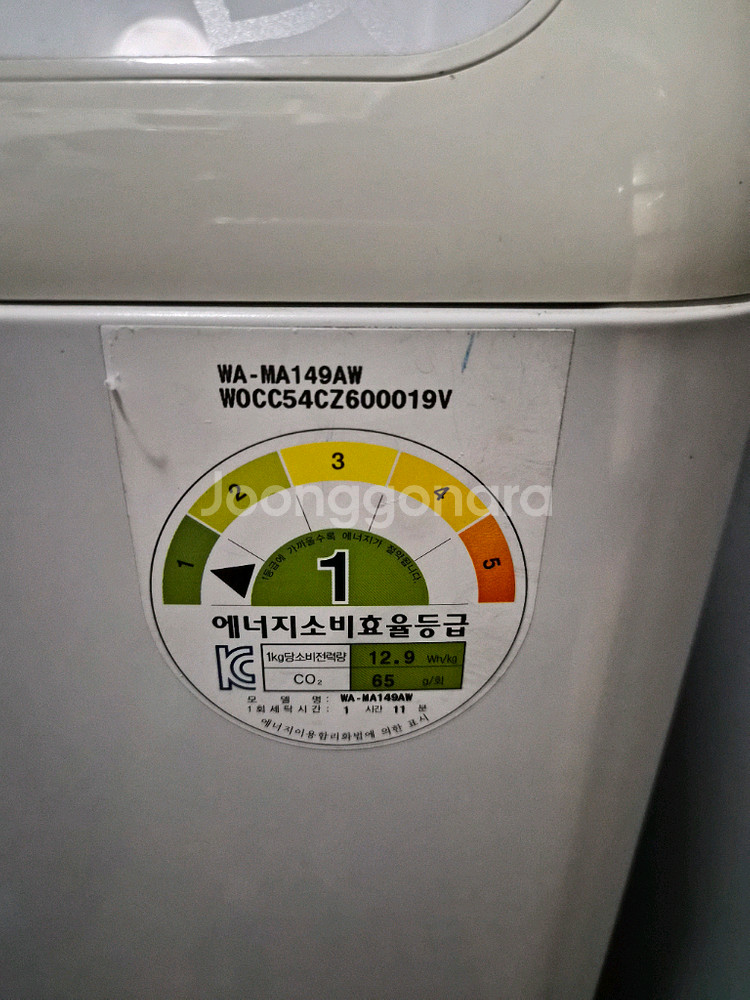 WA-MA149AW
W0CC54CZ600019V
1 2 3 4 5
Joonggonara
1등급에 가까울수록 에너지가 절약됩니다.
1
에너지소비효율등급
1kg당소비전력량 12.9 Wh/kg
CO₂ 65 g/회
모 델 명 : WA-MA149AW
1회세탁시간 : 1 시간 11 분
에너지이용합리화법에 의한 표시